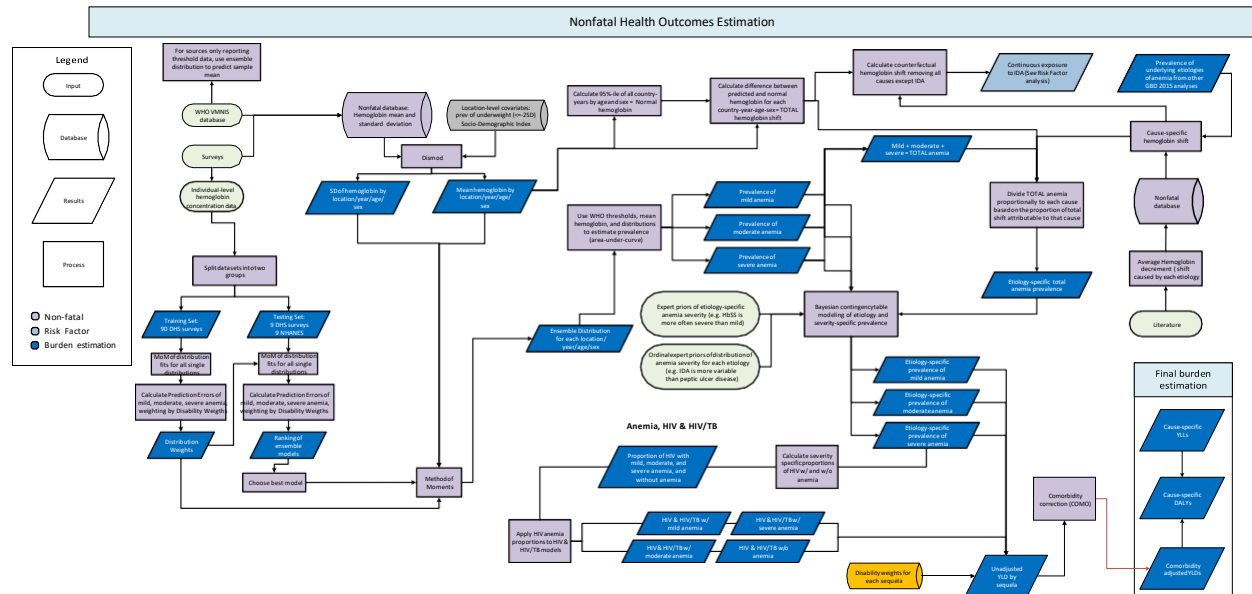 Nonfatal Health Outcomes Estimation
Legend
Input
Database
Results
Process
Non-fatal
Risk Factor
Burden estimation
For sources only reporting
threshold data, use ensemble
distribution to predict sample
mean
WHO VMNIS
database
Surveys
Individual-level
hemoglobin
concentration data
Split datasets into two
groups
Training Set:
90 DHS surveys
Testing Set:
9 DHS surveys
9 NHANES
MoM of distribution
fits for all single
distributions
MoM of distribution
fits for all single
distributions
Calculate Prediction Errors of
mild, moderate, severe anemia,
weighting by Disability Weigths
Calculate Prediction Errors of
mild, moderate, severe anemia,
weighting by Disability Weigths
Distribution
Weights
Ranking of
ensemble
models
Choose best model
Nonfatal database:
Hemoglobin mean and
standard deviation
Location-level covariates:
prev of underweight (<=-2SD)
Socio-Demographic Index
Dismod
SD of hemoglobin by
location/year/age/
sex
Mean hemoglobin by
location/year/age/
sex
Method of
Moments
Ensemble Distribution
for each location/
year/age/sex
Calculate 95%-ile of all country-
years by age and sex = Normal
hemoglobin
Calculate difference between
predicted and normal
hemoglobin for each
country-year-age-sex= TOTAL
hemoglobin shift
Calculate counterfactual
hemoglobin shift removing all
causes except IDA
Continuous exposure
to IDA (See Risk Factor
analysis)
Prevalence of
underlying etiologies
of anemia from other
GBD 2015 analyses
Use WHO thresholds, mean
hemoglobin, and distributions
to estimate prevalence
(area-under-curve)
Prevalence of
mild anemia
Prevalence of
moderate anemia
Prevalence of
severe anemia
Mild + moderate +
severe = TOTAL anemia
Cause-specific
hemoglobin shift
Divide TOTAL anemia
proportionally to each cause
based on the proportion of total
shift attributable to that cause
Nonfatal
database
Average Hemoglobin
decrement ( shift
caused by each etiology
Literature
Etiology-specific total
anemia prevalence
Expert priors of etiology-specific
anemia severity (e.g. HbSS is
more often severe than mild)
Ordinal expert priors of distribution of
anemia severity for each etiology
(e.g. IDA is more variable
than peptic ulcer disease)
Bayesian contingency table
modeling of etiology and
severity-specific prevalence
Etiology-specific
prevalence of
mild anemia
Etiology-specific
prevalence of
moderate anemia
Etiology-specific
prevalence of
severe anemia
Anemia, HIV & HIV/TB
Proportion of HIV with
mild, moderate, and
severe anemia, and
without anemia
Calculate severity
specific proportions
of HIV w/ and w/o
anemia
Apply HIV anemia
proportions to HIV &
HIV/TB models
HIV & HIV/TB w/
mild anemia
HIV & HIV/TB w/
severe anemia
HIV & HIV/TB w/
moderate anemia
HIV & HIV/TB w/o
anemia
Disability weights for
each sequela
Unadjusted
YLD by
sequela
Comorbidity
correction (COMO)
Final burden
estimation
Cause-specific
YLLs
Cause-specific
DALYs
Comorbidity
adjusted YLDs